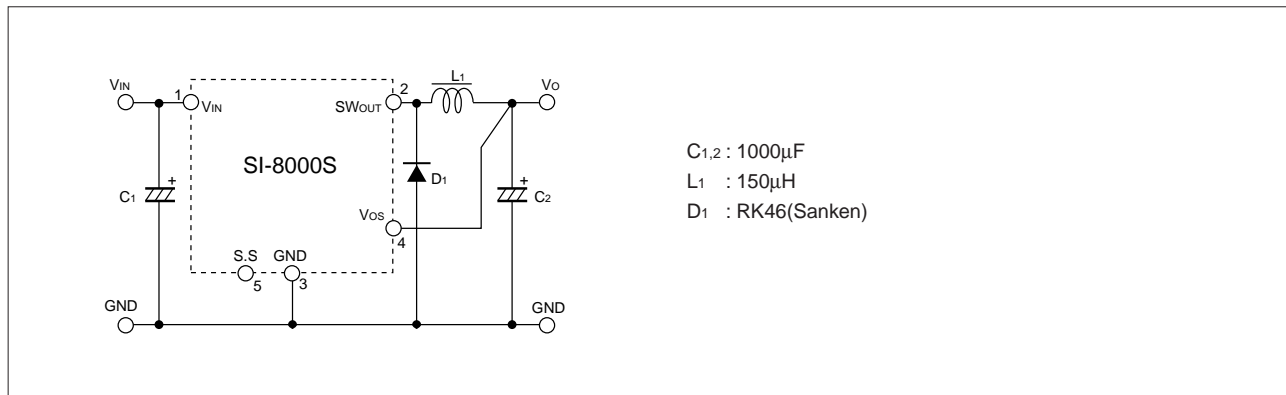 VIN
1
VIN
SWOUT
2
L1
VO
SI-8000S
C1
+
D1
+
C2
VOS
4
S.S
5
GND
3
GND
GND
C1,2 : 1000μF
L1 : 150μH
D1 : RK46(Sanken)